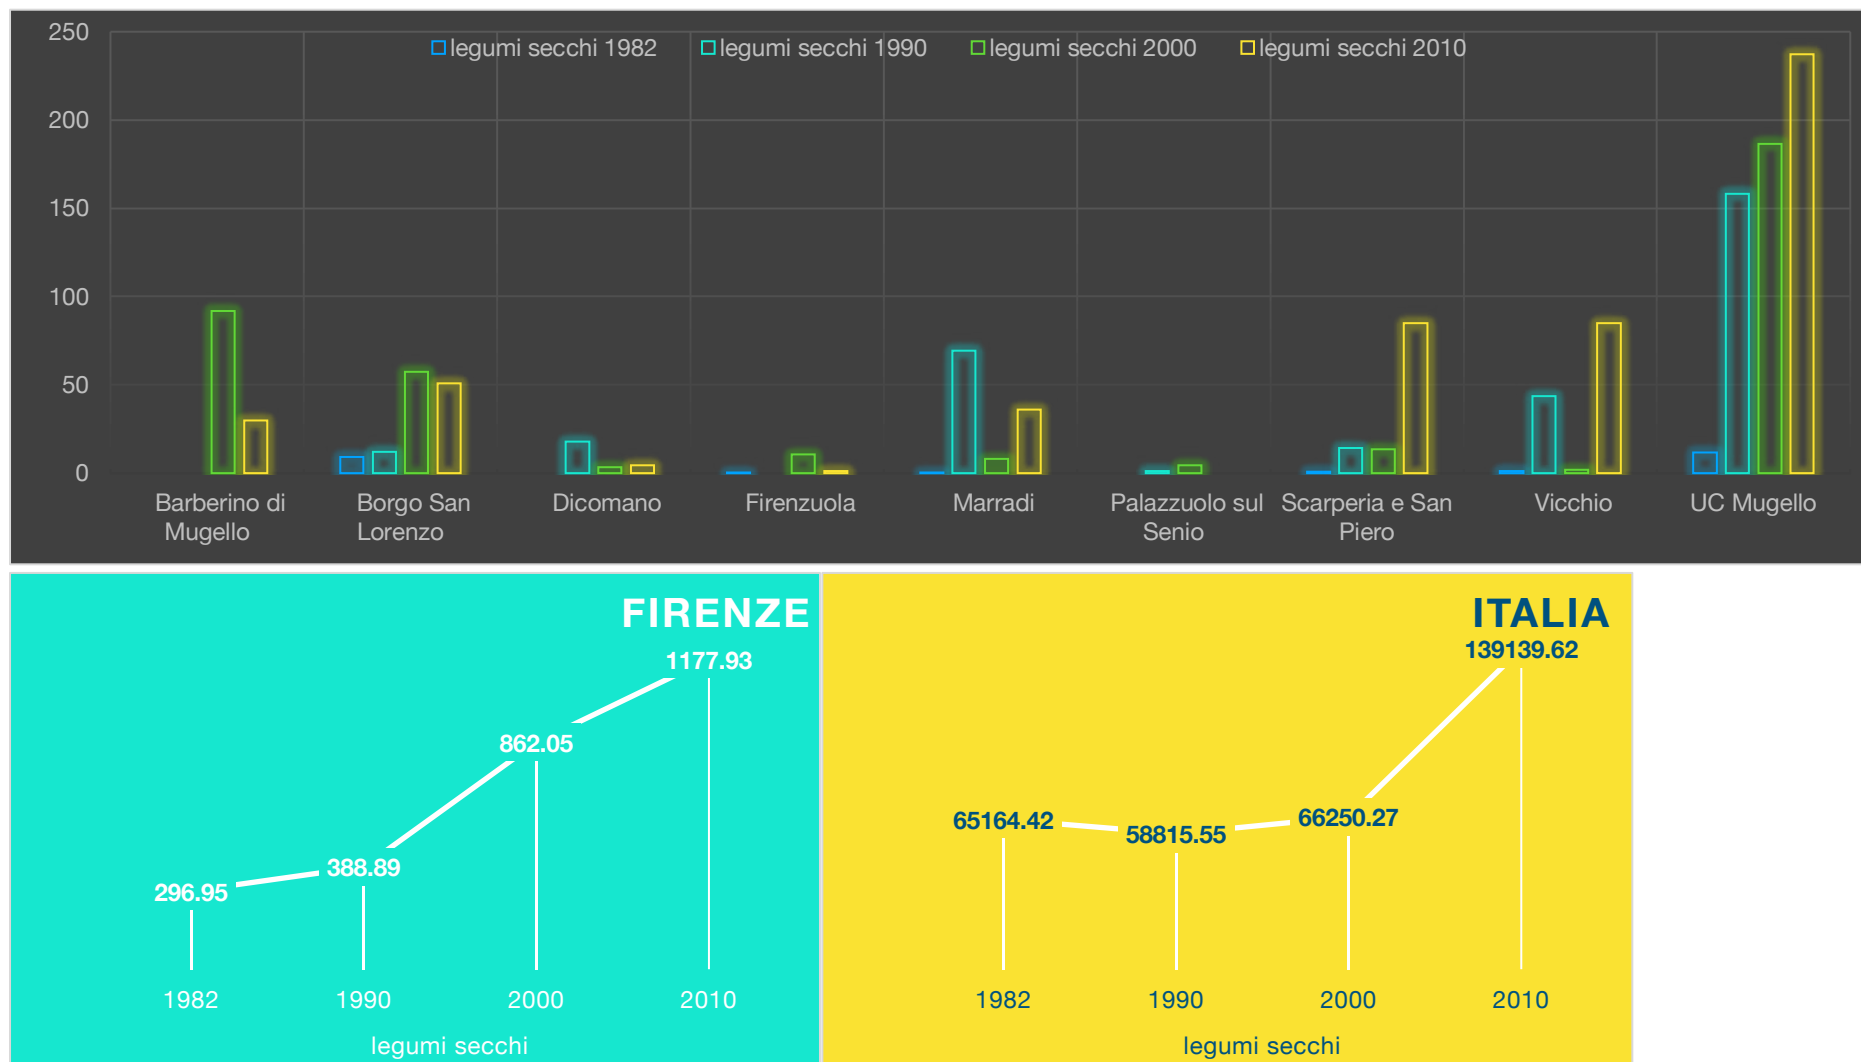 250
legumi secchi 1982 legumi secchi 1990 legumi secchi 2000 legumi secchi 2010
200
150
100
50
0
Barberino di Mugello
Borgo San Lorenzo
Dicomano
Firenzuola
Marradi
Palazzuolo sul Senio
Scarperia e San Piero
Vicchio
UC Mugello
FIRENZE
1177.93
862.05
388.89
296.95
1982 1990 2000 2010
legumi secchi
ITALIA
139139.62
65164.42
58815.55
66250.27
1982 1990 2000 2010
legumi secchi